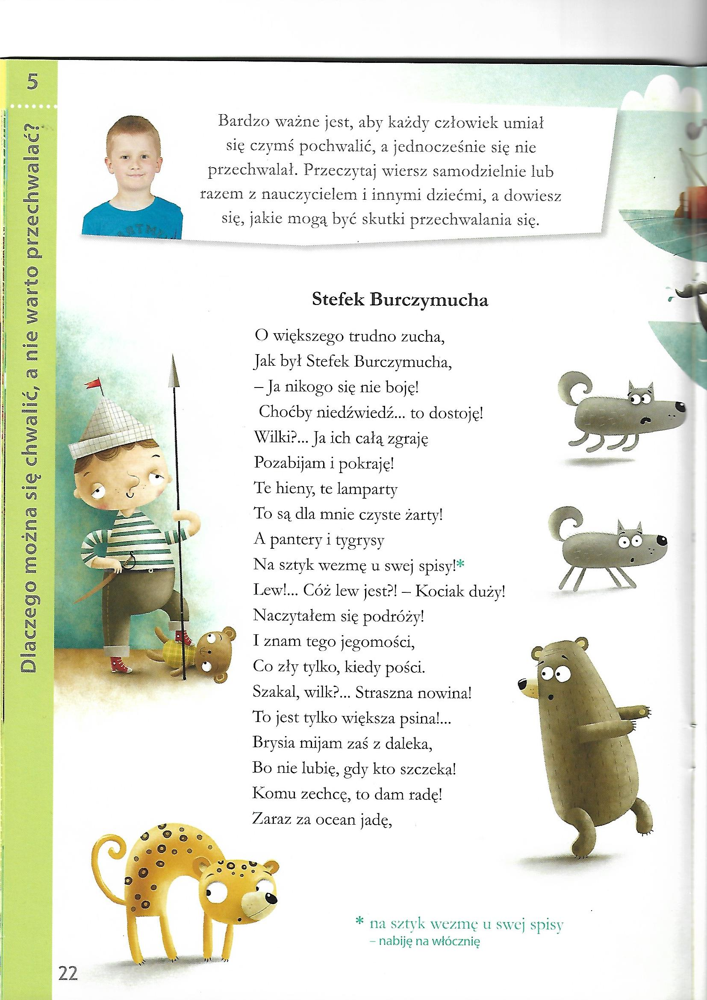 5
Dlaczego można się chwalić, a nie warto przechwalać?
Bardzo ważne jest, aby każdy człowiek umiał
się czymś pochwalić, a jednocześnie się nie
przechwalał. Przeczytaj wiersz samodzielnie lub
razem z nauczycielem i innymi dziećmi, a dowiesz
się, jakie mogą być skutki przechwalania się.
Stefek Burczymucha
O większego trudno zucha,
Jak był Stefek Burczymucha,
– Ja nikogo się nie boję!
Choćby niedźwiedź... to dostoję!
Wilki?... Ja ich całą zgraję
Pozabijam i pokraję!
Te hieny, te lamparty
To są dla mnie czyste żarty!
A pantery i tygrysy
Na sztyk wezmę u swej spisy!*
Lew!... Cóż lew jest?! – Kociak duży!
Naczytałem się podróży!
I znam tego jegomości,
Co zły tylko, kiedy pości.
Szakal, wilk?... Straszna nowina!
To jest tylko większa psina!...
Brysia mijam zaś z daleka,
Bo nie lubię, gdy kto szczeka!
Komu zechcę, to dam radę!
Zaraz za ocean jadę,
* na sztyk wezmę u swej spisy
– nabiję na włócznię
22